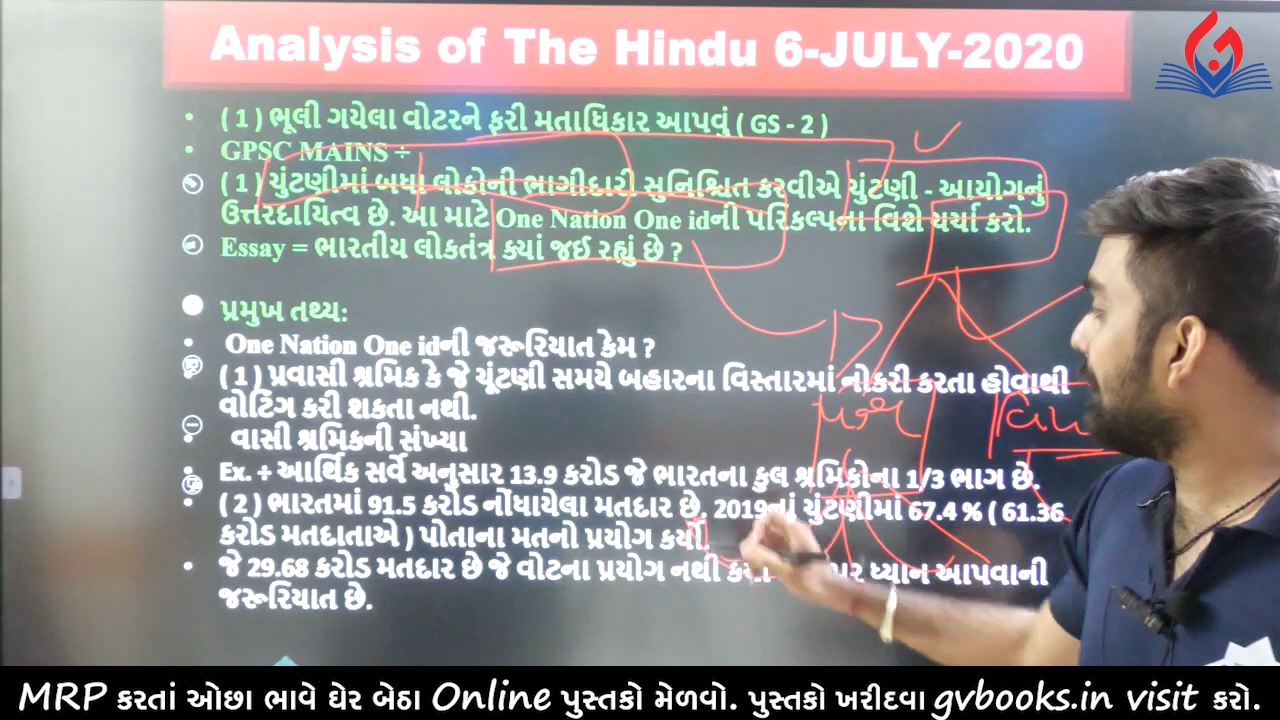 Analysis of The Hindu 6-JULY-2020
• ( 1 ) ભૂલી ગયેલા વોટરને ફરી મતાધિકાર આપવું ( GS - 2 )
• GPSC MAINS ÷
( 1 ) ચુંટણીમાં બધા લોકોની ભાગીદારી સુનિશ્ચિત કરવીએ ચુંટણી - આયોગનું
ઉત્તરદાયિત્વ છે. આ માટે One Nation One idની પરિકલ્પના વિશે ચર્ચા કરો.
Essay = ભારતીય લોકતંત્ર ક્યાં જઈ રહ્યું છે ?
પ્રમુખ તથ્ય:
• One Nation One idની જરૂરિયાત કેમ ?
( 1 ) પ્રવાસી શ્રમિક કે જે ચૂંટણી સમયે બહારના વિસ્તારમાં નોકરી કરતા હોવાથી
વોટિંગ કરી શકતા નથી.
• વાસી શ્રમિકની સંખ્યા
• Ex. ÷ આર્થિક સર્વે અનુસાર 13.9 કરોડ જે ભારતના કુલ શ્રમિકોના 1/3 ભાગ છે.
• ( 2 ) ભારતમાં 91.5 કરોડ નોંધાયેલા મતદાર છે. 2019નાં ચુંટણીમાં 67.4 % ( 61.36
કરોડ મતદાતાએ ) પોતાના મતનો પ્રયોગ કર્યો.
• જે 29.68 કરોડ મતદાર છે જે વોટના પ્રયોગ નથી ધ્યાન આપવાની
જરૂરિયાત છે.
MRP કરતાં ઓછા ભાવે ઘેર બેઠા Online પુસ્તકો મેળવો. પુસ્તકો ખરીદવા gvbooks.in visit કરો.